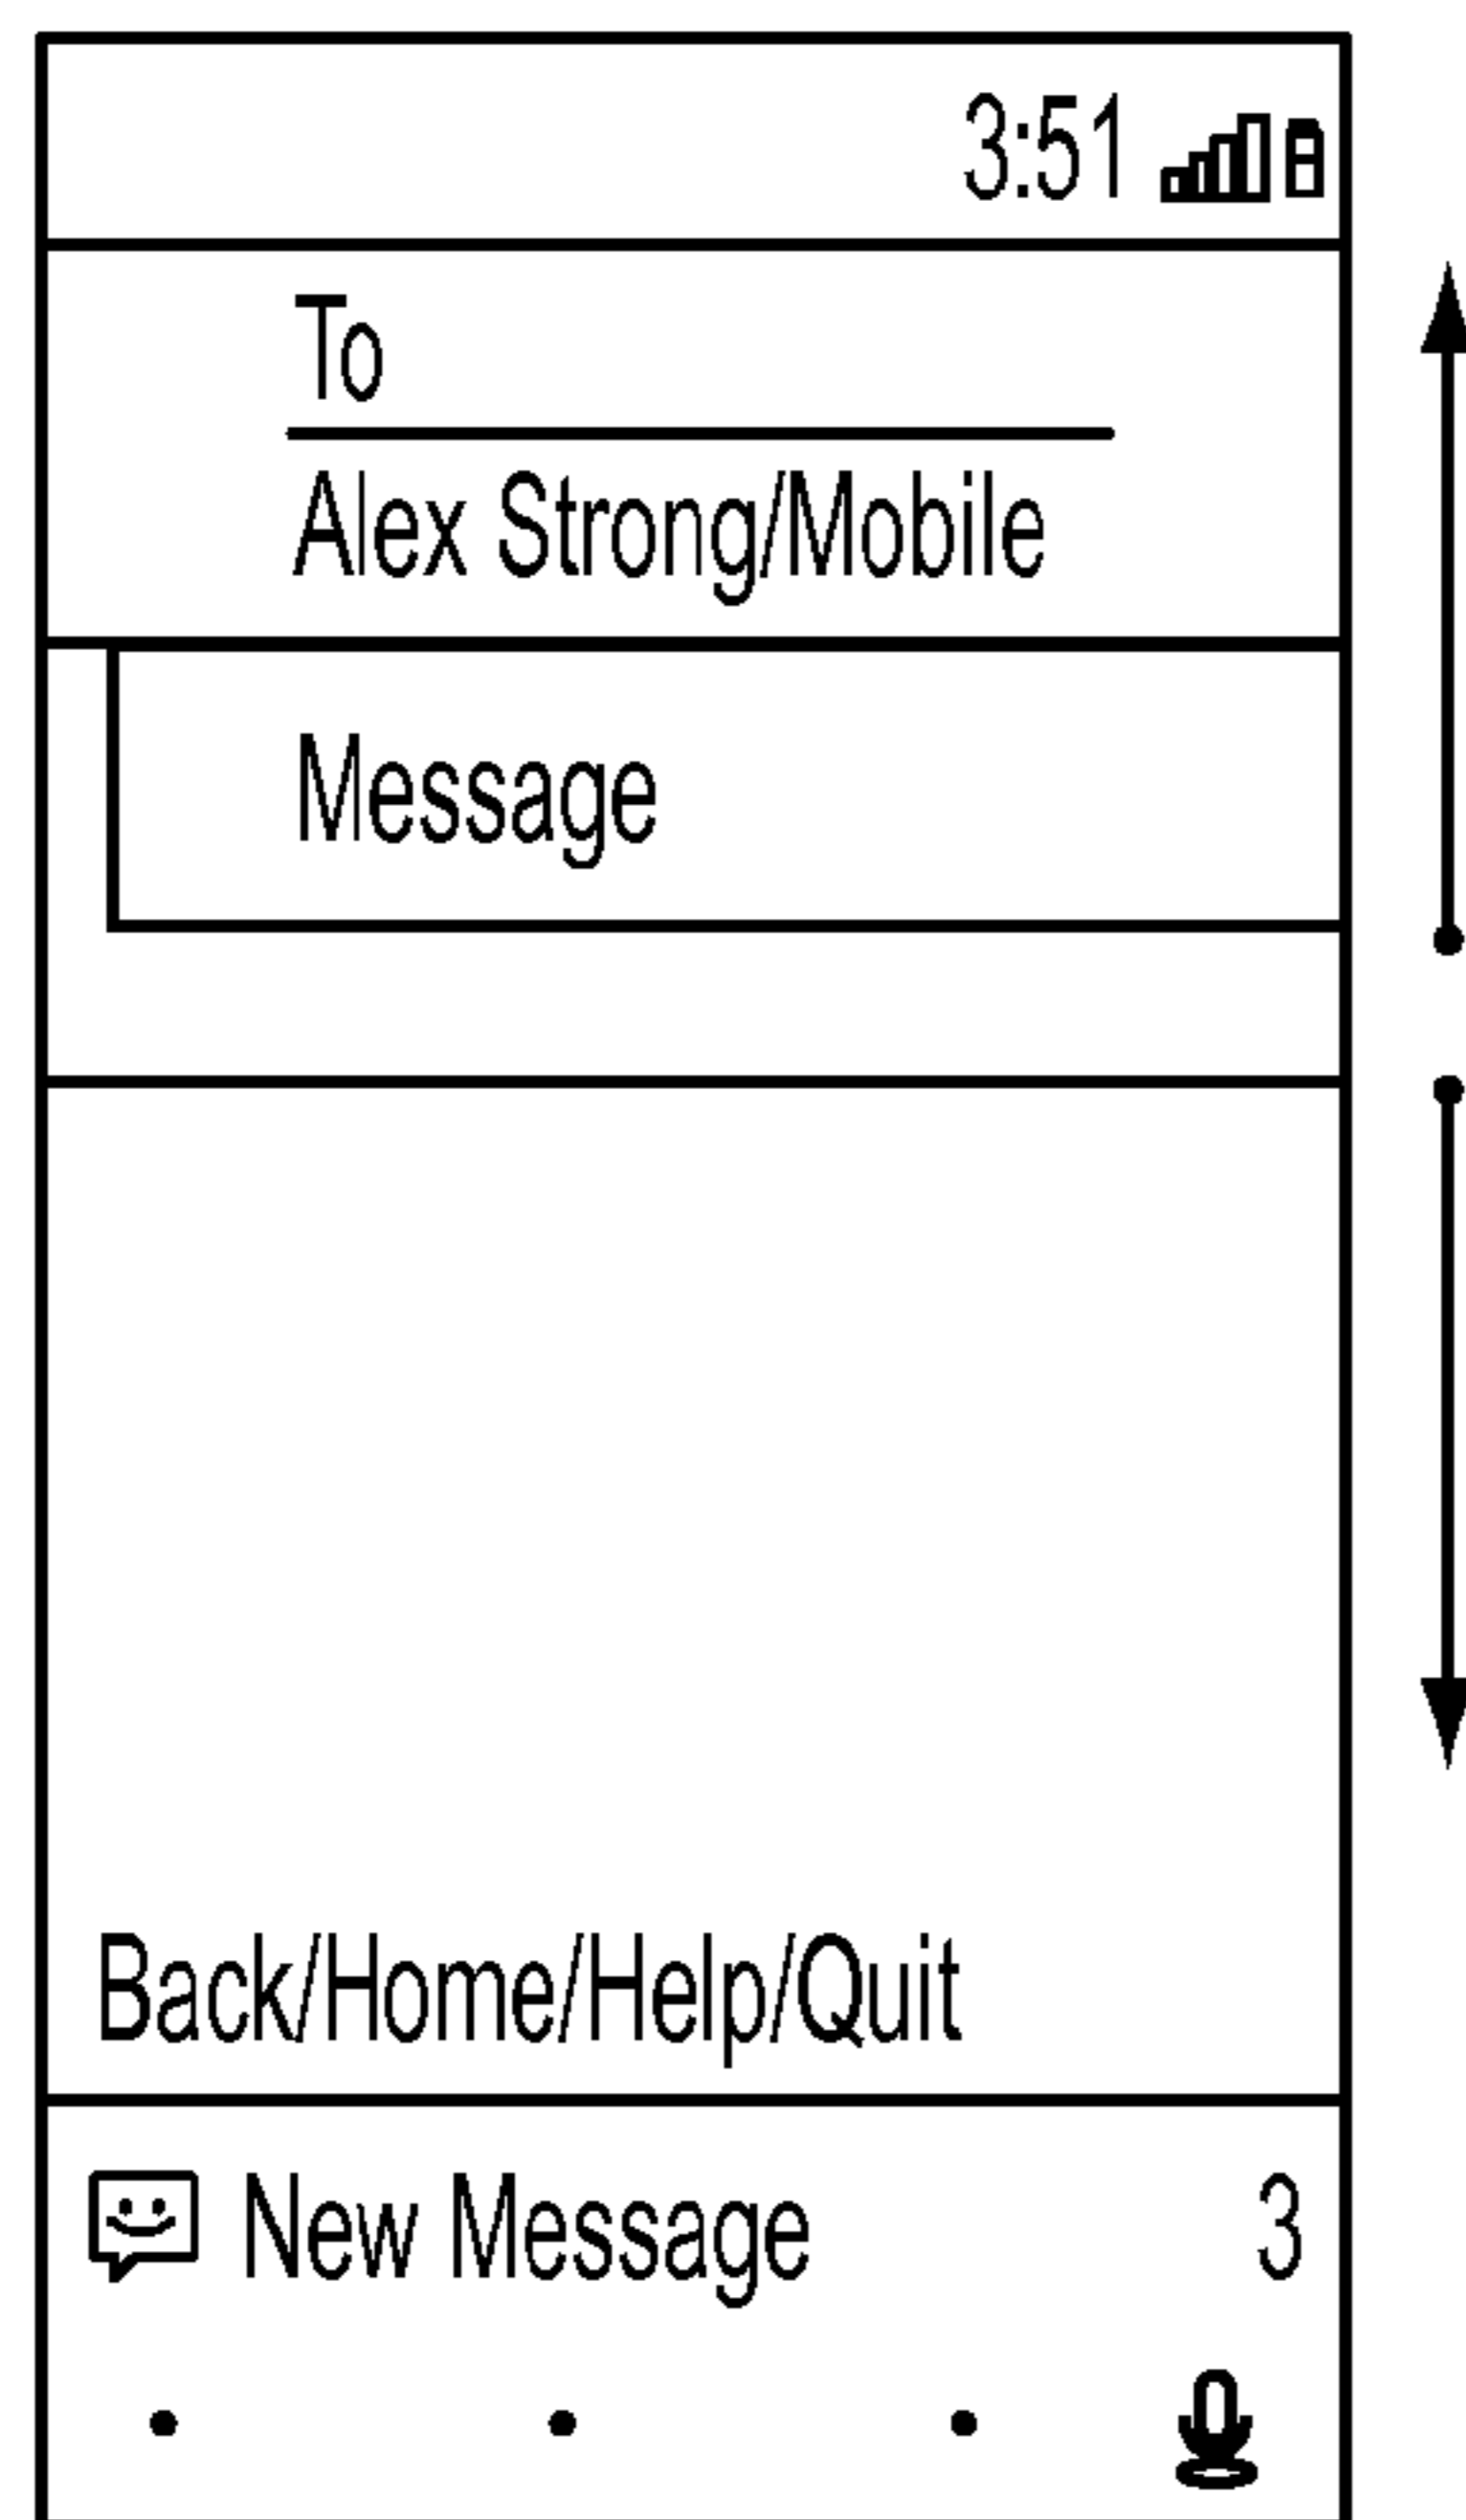 3:51
To
Alex Strong/Mobile
Message
Back/Home/Help/Quit
New Message 3